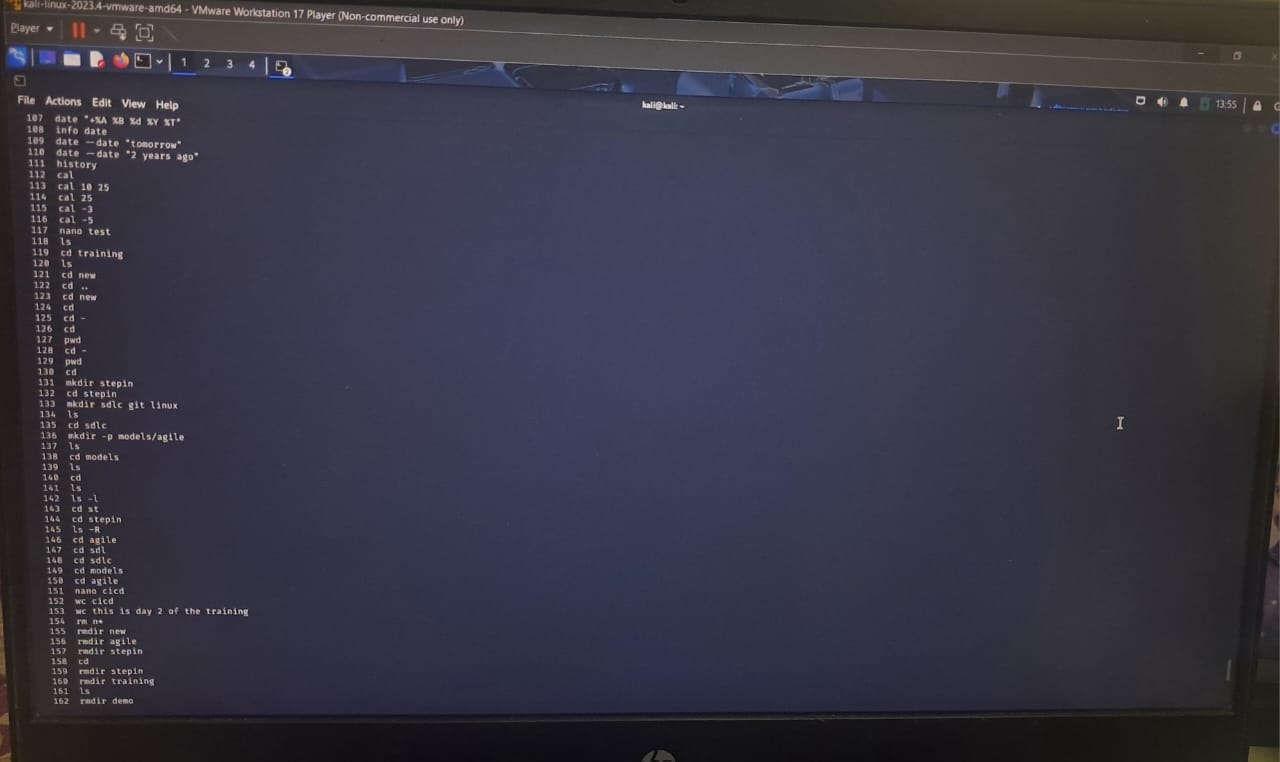 kali-linux-2023.4-vmware-amd64 - VMware Workstation 17 Player (Non-commercial use only)
Player
1 2 3 4
13:55
File Actions Edit View Help
kali@kali: ~
107 date "+%A %B %d %Y %T"
108 info date
109 date --date "tomorrow"
110 date --date "2 years ago"
111 history
112 cal
113 cal 10 25
114 cal 25
115 cal -3
116 cal -5
117 nano test
118 ls
119 cd training
120 ls
121 cd new
122 cd ..
123 cd new
124 cd
125 cd -
126 cd
127 pwd
128 cd -
129 pwd
130 cd
131 mkdir stepin
132 cd stepin
133 mkdir sdlc git linux
134 ls
135 cd sdlc
136 mkdir -p models/agile
137 ls
138 cd models
139 ls
140 cd
141 ls
142 ls -l
143 cd st
144 cd stepin
145 ls -R
146 cd agile
147 cd sdl
148 cd sdlc
149 cd models
150 cd agile
151 nano cicd
152 wc cicd
153 wc this is day 2 of the training
154 rm n*
155 rmdir new
156 rmdir agile
157 rmdir stepin
158 cd
159 rmdir stepin
160 rmdir training
161 ls
162 rmdir demo
hp